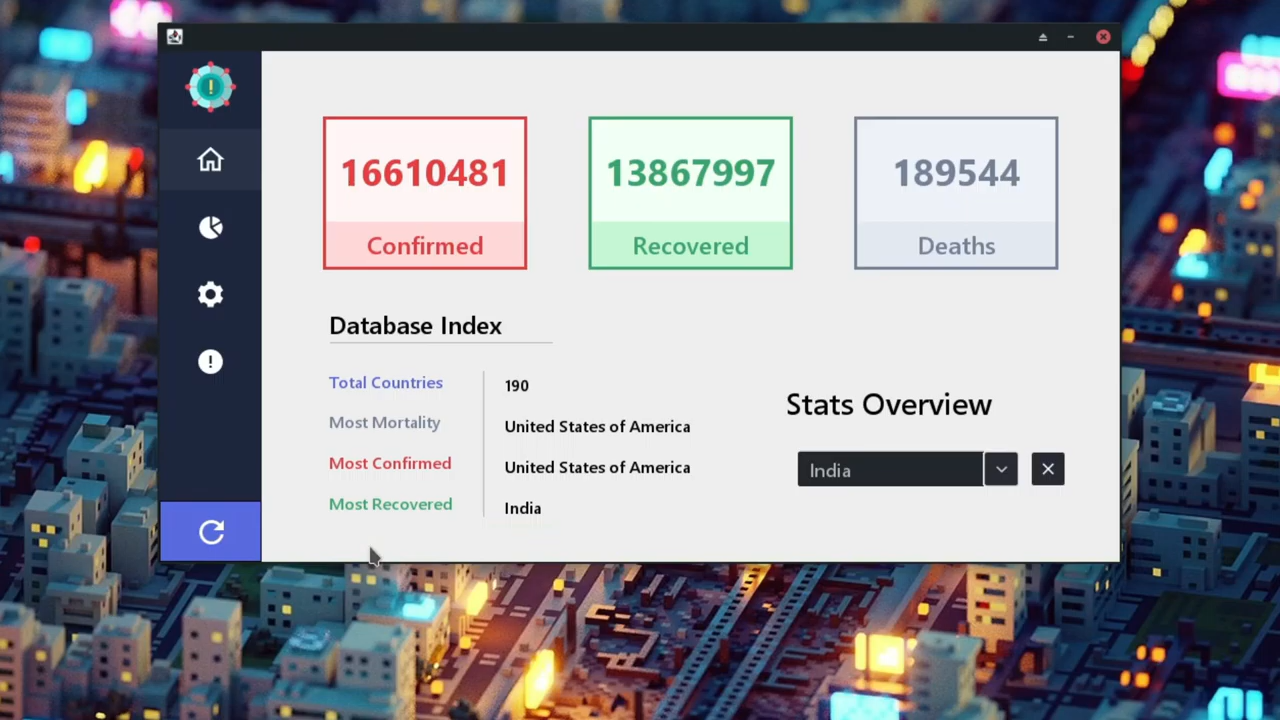 16610481
Confirmed
13867997
Recovered
189544
Deaths
Database Index
Total Countries 190
Most Mortality United States of America
Most Confirmed United States of America
Most Recovered India
Stats Overview
India